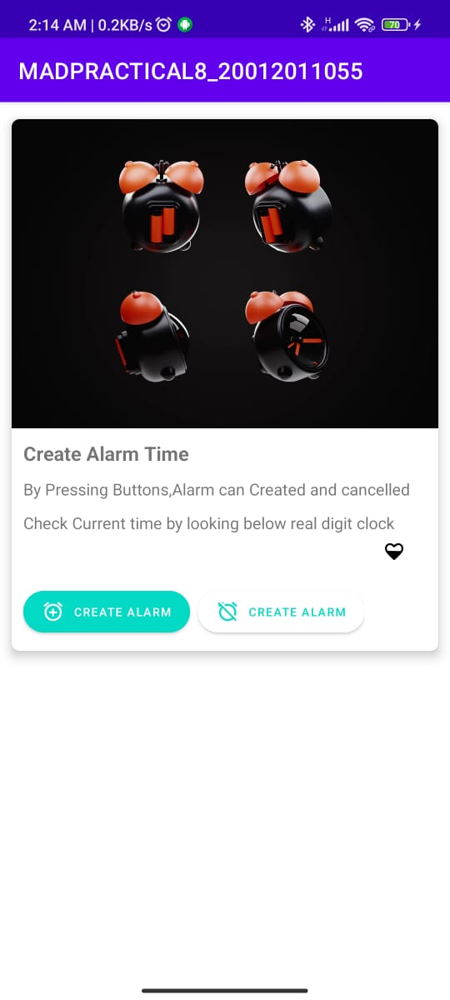 2:14 AM | 0.2KB/s
H
70
MADPRACTICAL8_20012011055
Create Alarm Time
By Pressing Buttons,Alarm can Created and cancelled
Check Current time by looking below real digit clock
CREATE ALARM
CREATE ALARM